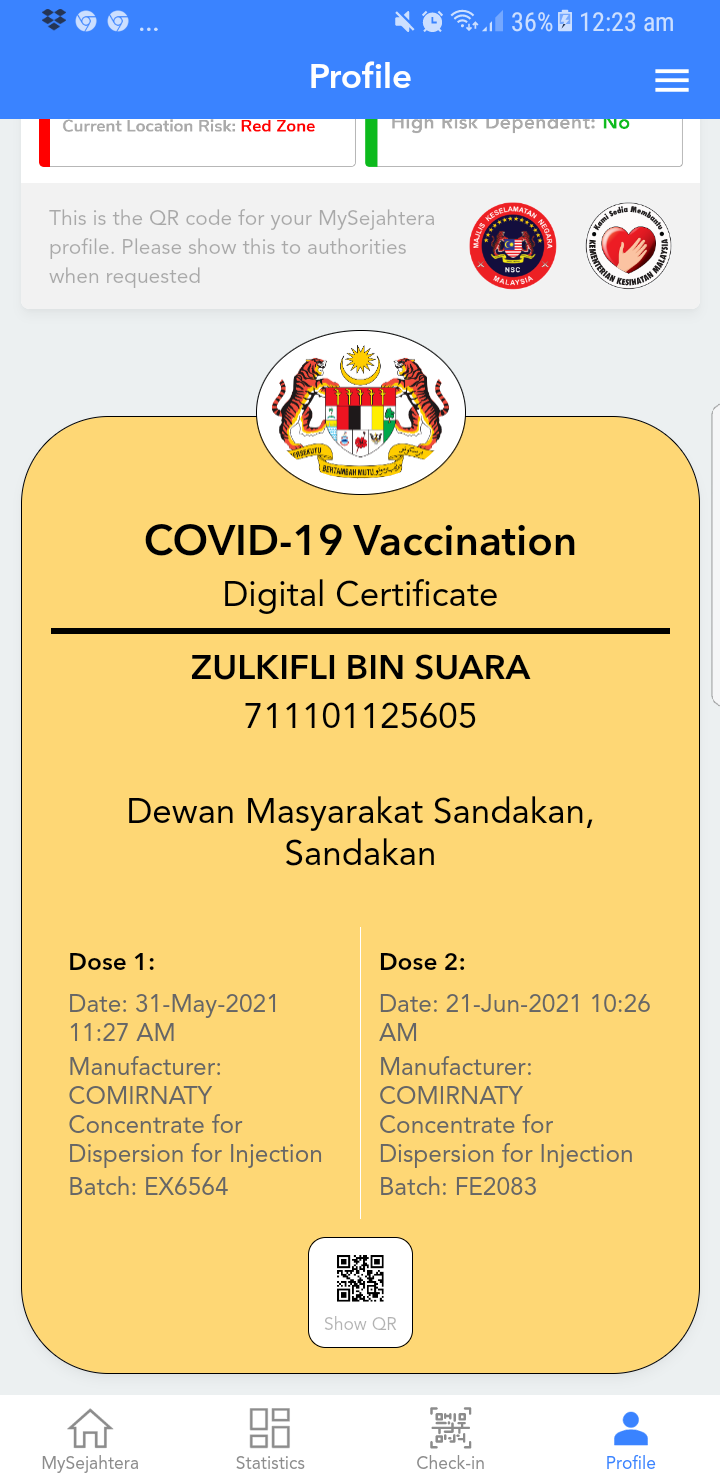 ... 36% 12:23 am
Profile
Current Location Risk: Red Zone
High Risk Dependent: No
This is the QR code for your MySejahtera
profile. Please show this to authorities
when requested
MAJLIS KESELAMATAN NEGARA
NSC
MALAYSIA
Kami Sedia Membantu
KEMENTERIAN KESIHATAN MALAYSIA
BERSEKUTU
BERTAMBAH MUTU
COVID-19 Vaccination
Digital Certificate
ZULKIFLI BIN SUARA
711101125605
Dewan Masyarakat Sandakan,
Sandakan
Dose 1:
Date: 31-May-2021
11:27 AM
Manufacturer:
COMIRNATY
Concentrate for
Dispersion for Injection
Batch: EX6564
Dose 2:
Date: 21-Jun-2021 10:26
AM
Manufacturer:
COMIRNATY
Concentrate for
Dispersion for Injection
Batch: FE2083
Show QR
MySejahtera
Statistics
Check-in
Profile